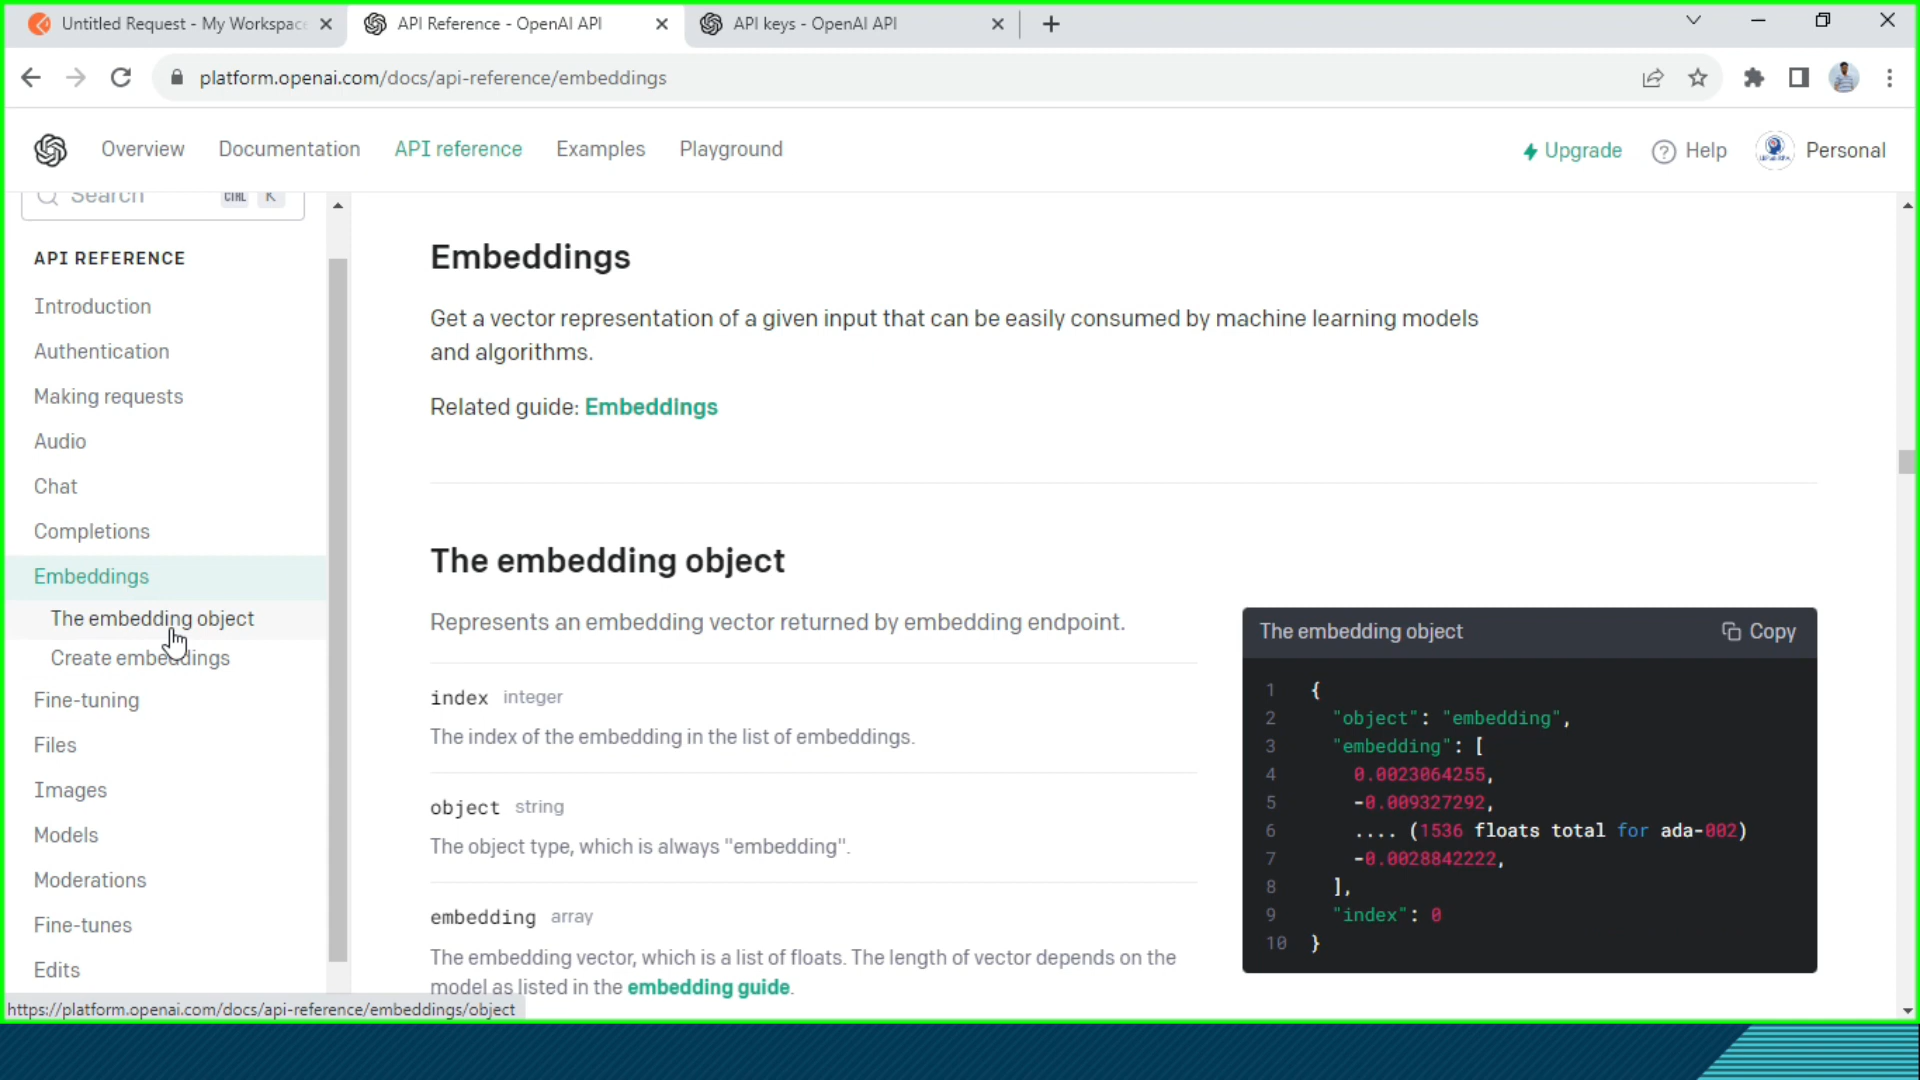 Untitled Request - My Workspace
API Reference - OpenAI API
API keys - OpenAI API
platform.openai.com/docs/api-reference/embeddings
Overview
Documentation
API reference
Examples
Playground
Upgrade
? Help
Personal
Search
CTRL K
API REFERENCE
Introduction
Authentication
Making requests
Audio
Chat
Completions
Embeddings
The embedding object
Create embeddings
Fine-tuning
Files
Images
Models
Moderations
Fine-tunes
Edits
https://platform.openai.com/docs/api-reference/embeddings/object
Embeddings
Get a vector representation of a given input that can be easily consumed by machine learning models
and algorithms.
Related guide: Embeddings
The embedding object
Represents an embedding vector returned by embedding endpoint.
index integer
The index of the embedding in the list of embeddings.
object string
The object type, which is always "embedding".
embedding array
The embedding vector, which is a list of floats. The length of vector depends on the
model as listed in the embedding guide.
The embedding object
Copy
1 {
2 "object": "embedding",
3 "embedding": [
4 0.0023064255,
5 -0.009327292,
6 .... (1536 floats total for ada-002)
7 -0.0028842222,
8 ],
9 "index": 0
10 }